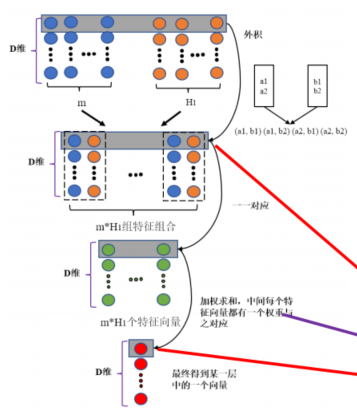 D维
m
H1
外积
a1
a2
b1
b2
(a1, b1) (a1, b2) (a2, b1) (a2, b2)
D维
m*H1组特征组合
一一对应
D维
m*H1个特征向量
加权求和，中间每个特
征向量都有一个权重与
之对应
D维
最终得到某一层
中的一个向量